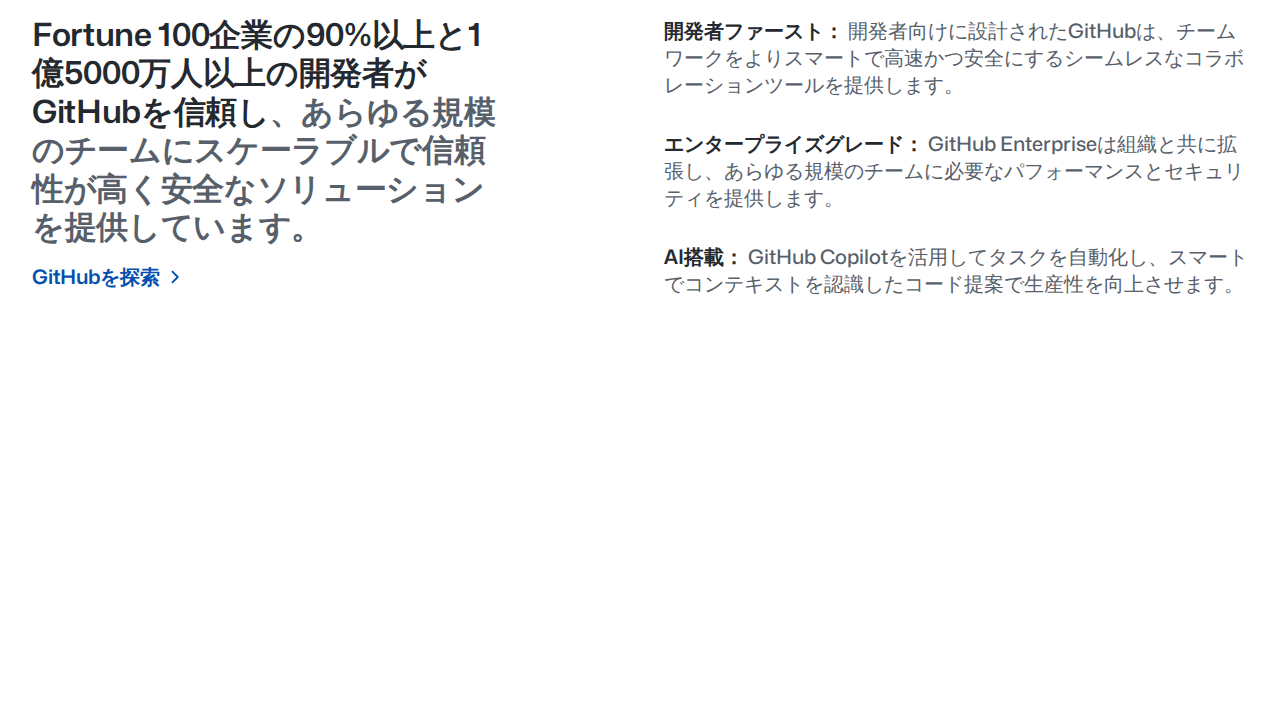 Fortune 100企業の90%以上と1
億5000万人以上の開発者が
GitHubを信頼し、あらゆる規模
のチームにスケーラブルで信頼
性が高く安全なソリューション
を提供しています。
GitHubを探索
開発者ファースト： 開発者向けに設計されたGitHubは、チーム
ワークをよりスマートで高速かつ安全にするシームレスなコラボ
レーションツールを提供します。
エンタープライズグレード： GitHub Enterpriseは組織と共に拡
張し、あらゆる規模のチームに必要なパフォーマンスとセキュリ
ティを提供します。
AI搭載： GitHub Copilotを活用してタスクを自動化し、スマート
でコンテキストを認識したコード提案で生産性を向上させます。